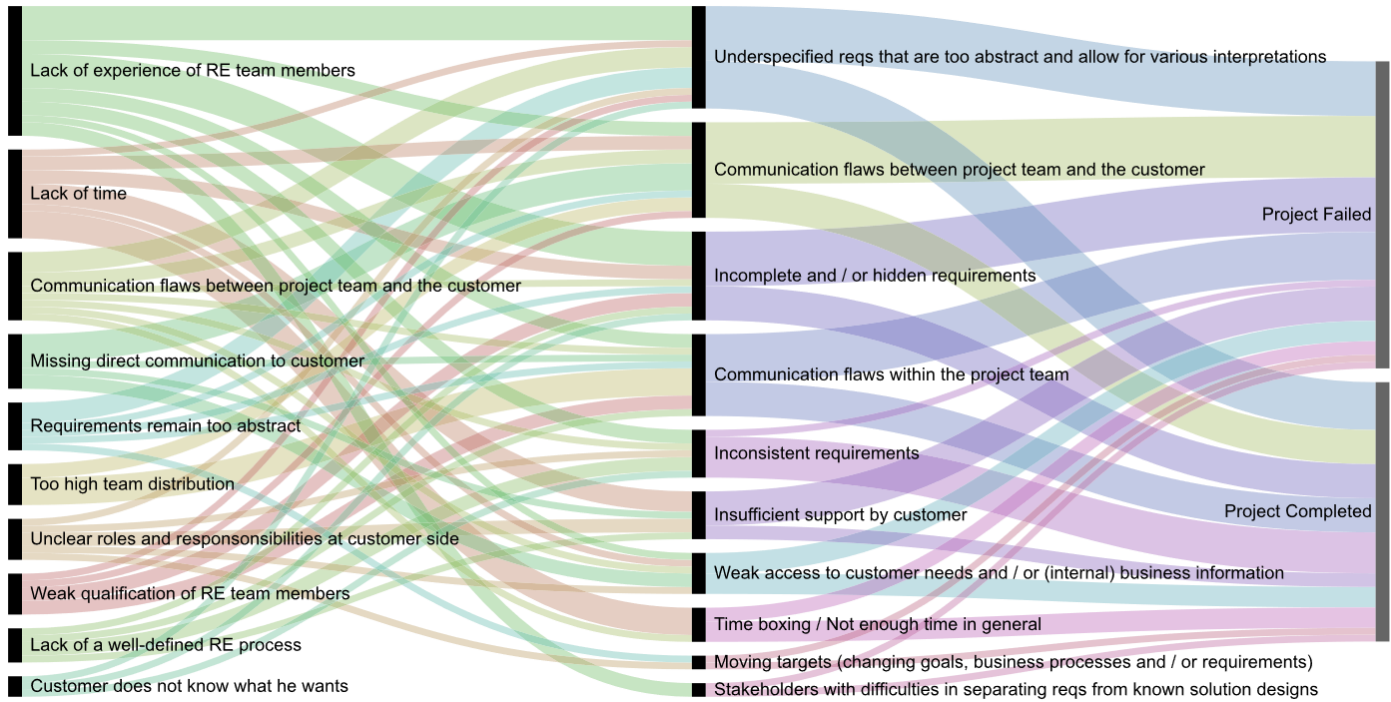 Lack of experience of RE team members
Lack of time
Communication flaws between project team and the customer
Missing direct communication to customer
Requirements remain too abstract
Too high team distribution
Unclear roles and responsonsibilities at customer side
Weak qualification of RE team members
Lack of a well-defined RE process
Customer does not know what he wants
Underspecified reqs that are too abstract and allow for various interpretations
Communication flaws between project team and the customer
Incomplete and / or hidden requirements
Communication flaws within the project team
Inconsistent requirements
Insufficient support by customer
Weak access to customer needs and / or (internal) business information
Time boxing / Not enough time in general
Moving targets (changing goals, business processes and / or requirements)
Stakeholders with difficulties in separating reqs from known solution designs
Project Failed
Project Completed